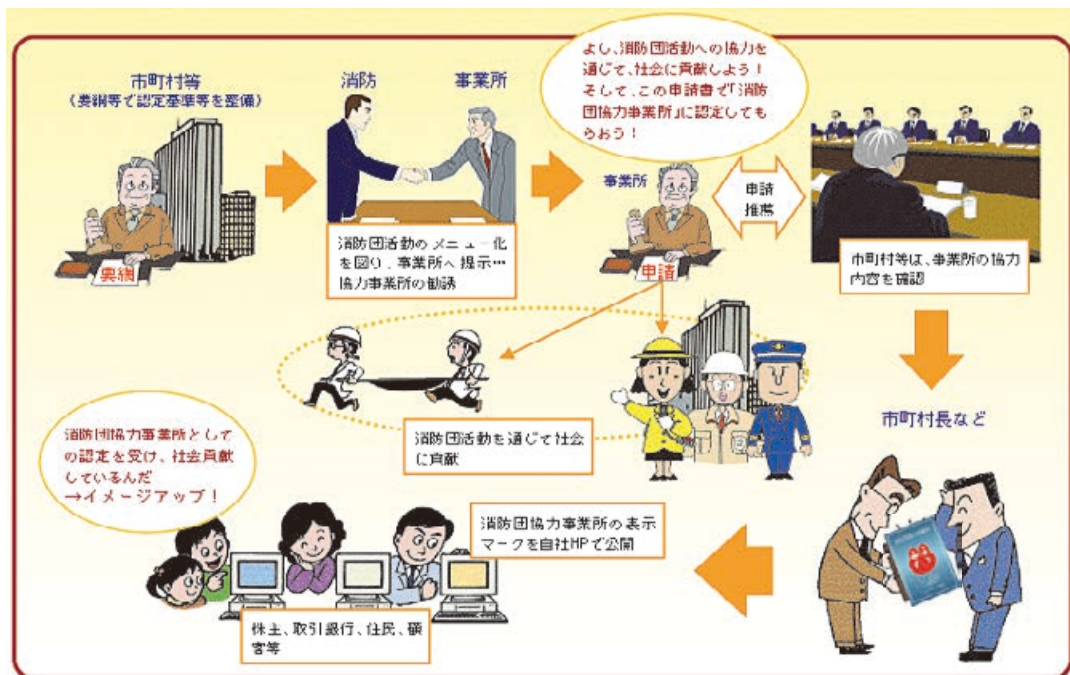 市町村等
（要綱等で認定基準等を整備）
要綱
消防
事業所
消防団活動のメニュー化
を図り、事業所へ提示…
協力事業所の勧誘
よし、消防団活動への協力を
通じて、社会に貢献しよう！
そして、この申請書で「消防
団協力事業所」に認定しても
らおう！
事業所
申請
申請
推薦
市町村等は、事業所の協力
内容を確認
消防団活動を通じて社会
に貢献
市町村長など
消防団協力事業所の表示
マークを自社HPで公開
消防団協力事業所として
の認定を受け、社会貢献
しているんだ
→イメージアップ！
株主、取引銀行、住民、顧
客等